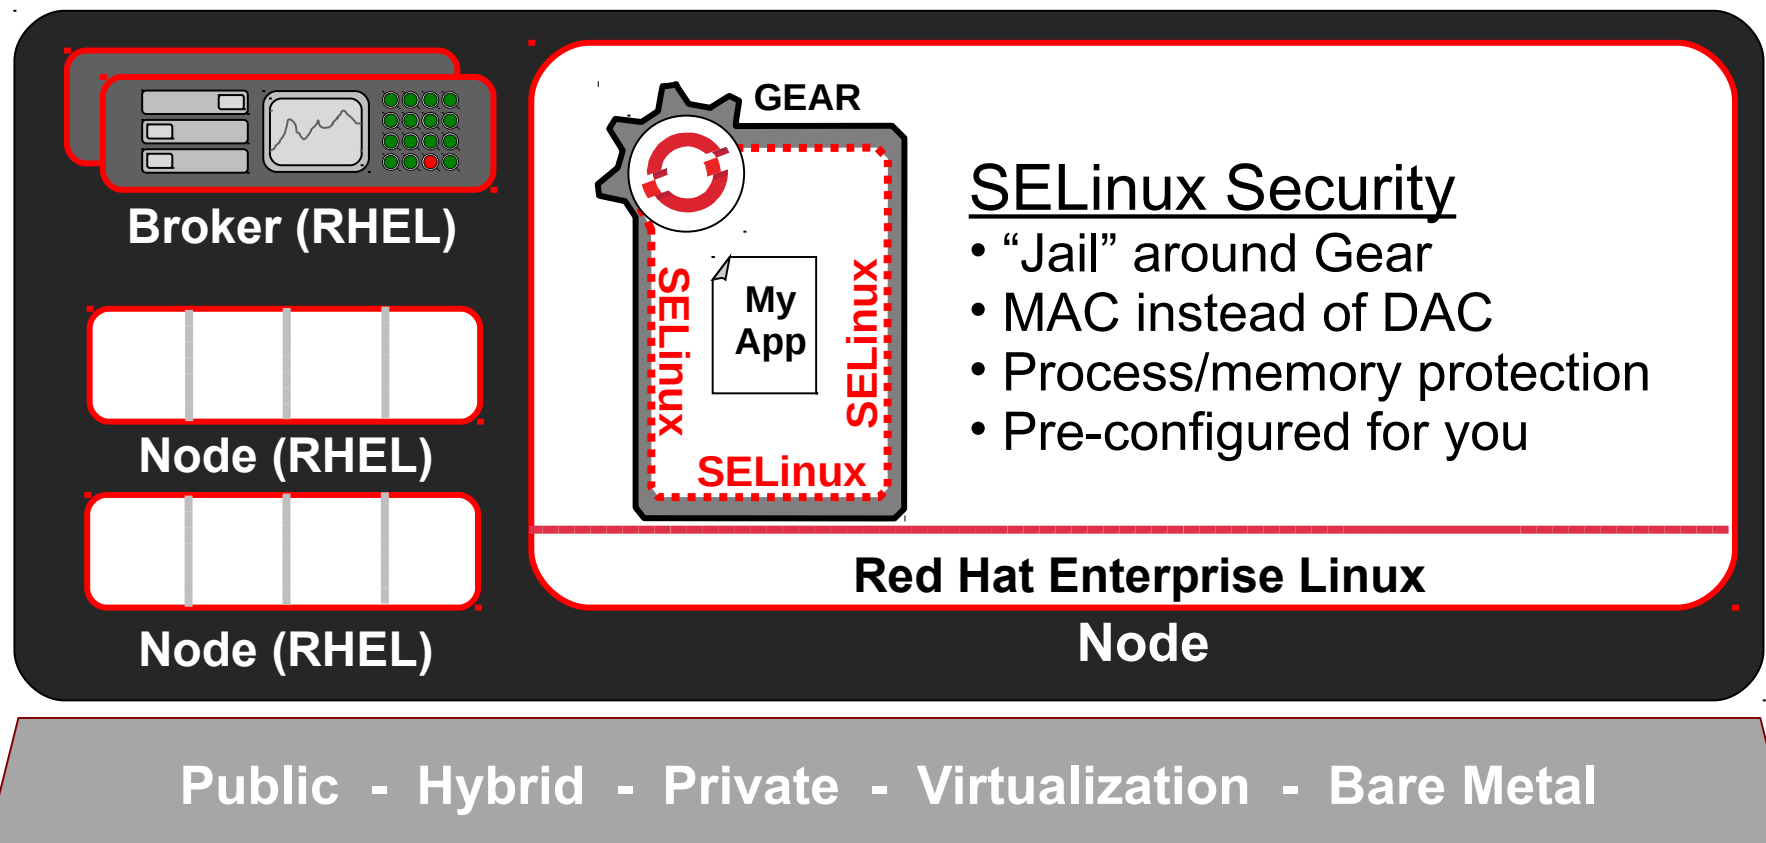 Broker (RHEL)
Node (RHEL)
Node (RHEL)
GEAR
SELinux
My
App
SELinux
SELinux
SELinux Security
• “Jail” around Gear
• MAC instead of DAC
• Process/memory protection
• Pre-configured for you
Red Hat Enterprise Linux
Node
Public - Hybrid - Private - Virtualization - Bare Metal